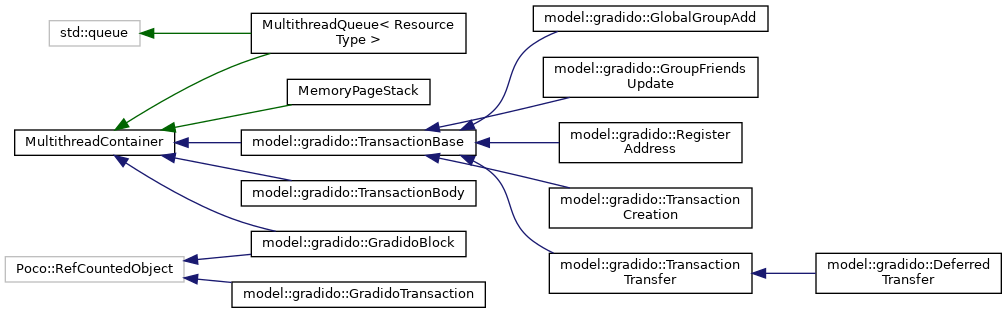 std::queue
MultithreadQueue< Resource
Type >
MemoryPageStack
MultithreadContainer
model::gradido::TransactionBase
model::gradido::TransactionBody
model::gradido::GradidoBlock
Poco::RefCountedObject
model::gradido::GradidoTransaction
model::gradido::GlobalGroupAdd
model::gradido::GroupFriends
Update
model::gradido::Register
Address
model::gradido::Transaction
Creation
model::gradido::Transaction
Transfer
model::gradido::Deferred
Transfer